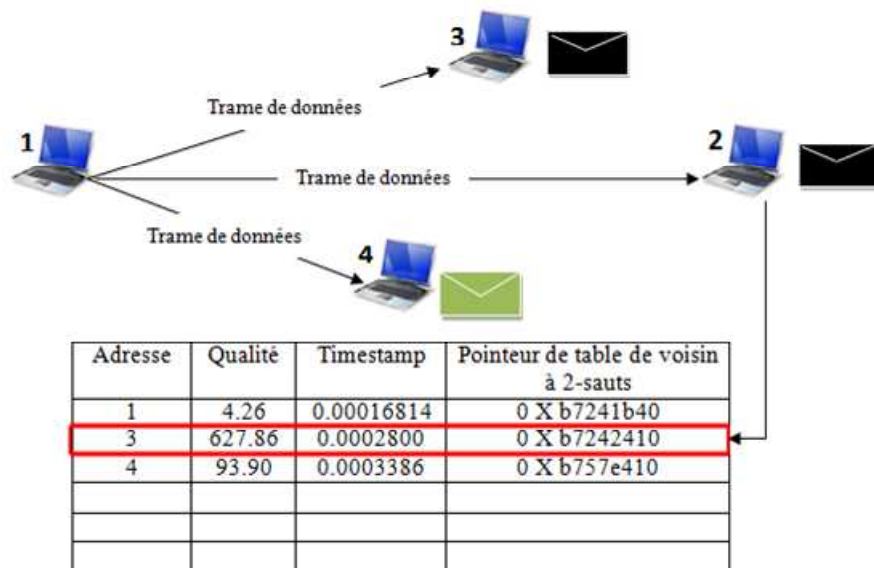 3
Trame de données
1
2
Trame de données
Trame de données
4
Adresse Qualité Timestamp Pointeur de table de voisin
à 2-sauts
1 4.26 0.00016814 0 X b7241b40
3 627.86 0.0002800 0 X b7242410
4 93.90 0.0003386 0 X b757e410